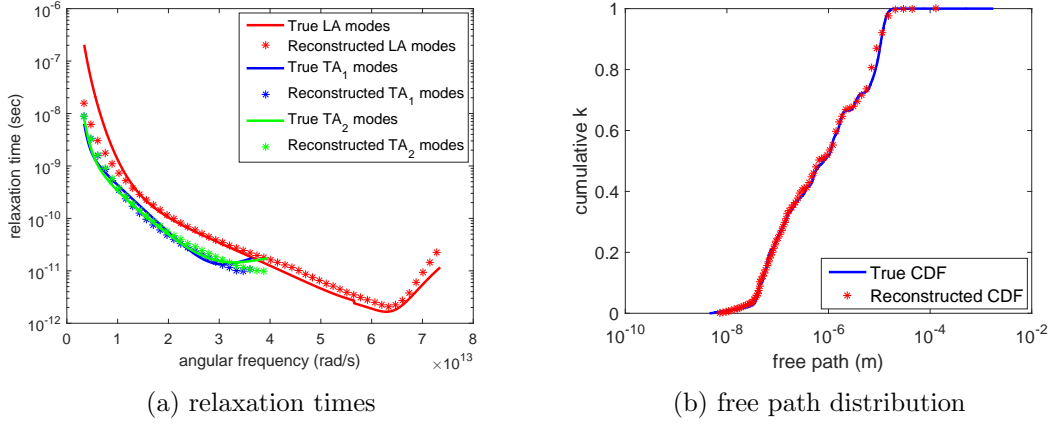 10^-6
10^-7
10^-8
10^-9
10^-10
10^-11
10^-12
relaxation time (sec)
0 1 2 3 4 5 6 7 8
×10^13
angular frequency (rad/s)
True LA modes
Reconstructed LA modes
True TA_1 modes
Reconstructed TA_1 modes
True TA_2 modes
Reconstructed TA_2 modes
(a) relaxation times
1
0.8
0.6
0.4
0.2
0
cumulative k
10^-10 10^-8 10^-6 10^-4 10^-2
free path (m)
True CDF
Reconstructed CDF
(b) free path distribution